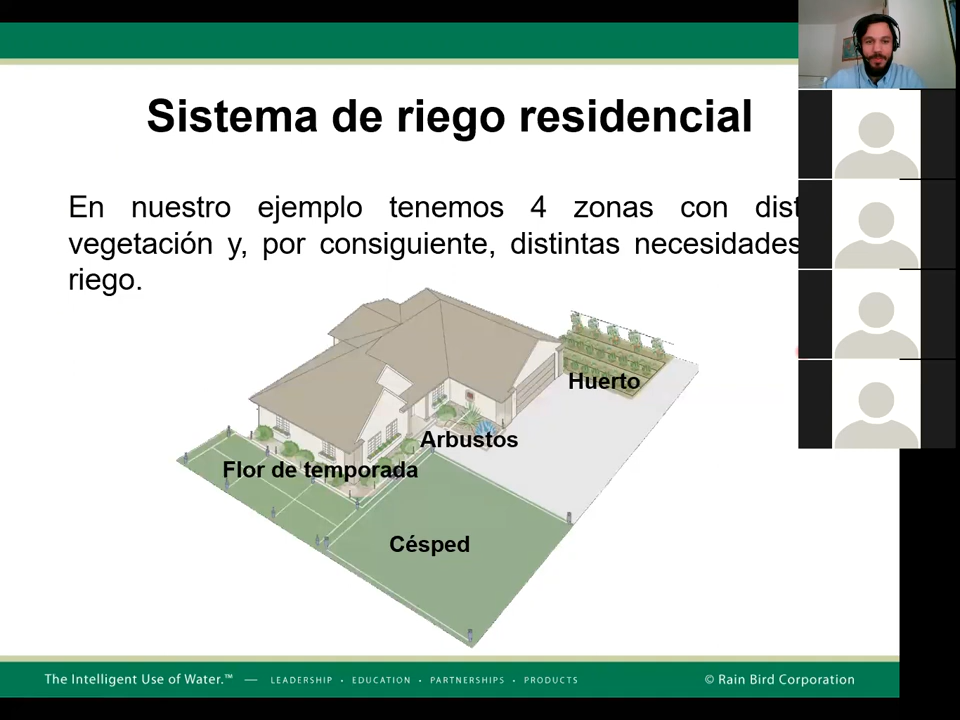 Sistema de riego residencial
En nuestro ejemplo tenemos 4 zonas con
vegetación y, por consiguiente, distintas necesidades
riego.
Huerto
Arbustos
Flor de temporada
Césped
The Intelligent Use of Water.™ — LEADERSHIP • EDUCATION • PARTNERSHIPS • PRODUCTS
© Rain Bird Corporation